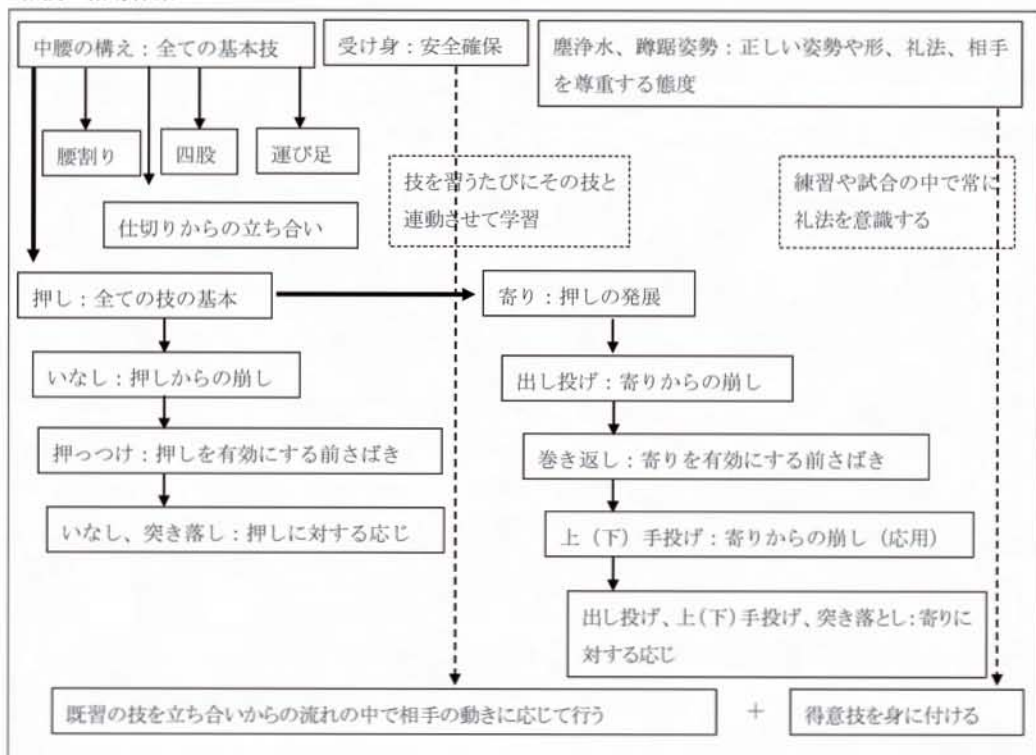 中腰の構え：全ての基本技
受け身：安全確保
塵浄水、蹲踞姿勢：正しい姿勢や形、礼法、相手
を尊重する態度
腰割り
四股
運び足
技を習うたびにその技と
連動させて学習
練習や試合の中で常に
礼法を意識する
仕切りからの立ち合い
押し：全ての技の基本
寄り：押しの発展
いなし：押しからの崩し
出し投げ：寄りからの崩し
押っつけ：押しを有効にする前さばき
巻き返し：寄りを有効にする前さばき
いなし、突き落し：押しに対する応じ
上（下）手投げ：寄りからの崩し（応用）
出し投げ、上(下)手投げ、突き落とし：寄りに
対する応じ
既習の技を立ち合いからの流れの中で相手の動きに応じて行う
＋
得意技を身に付ける